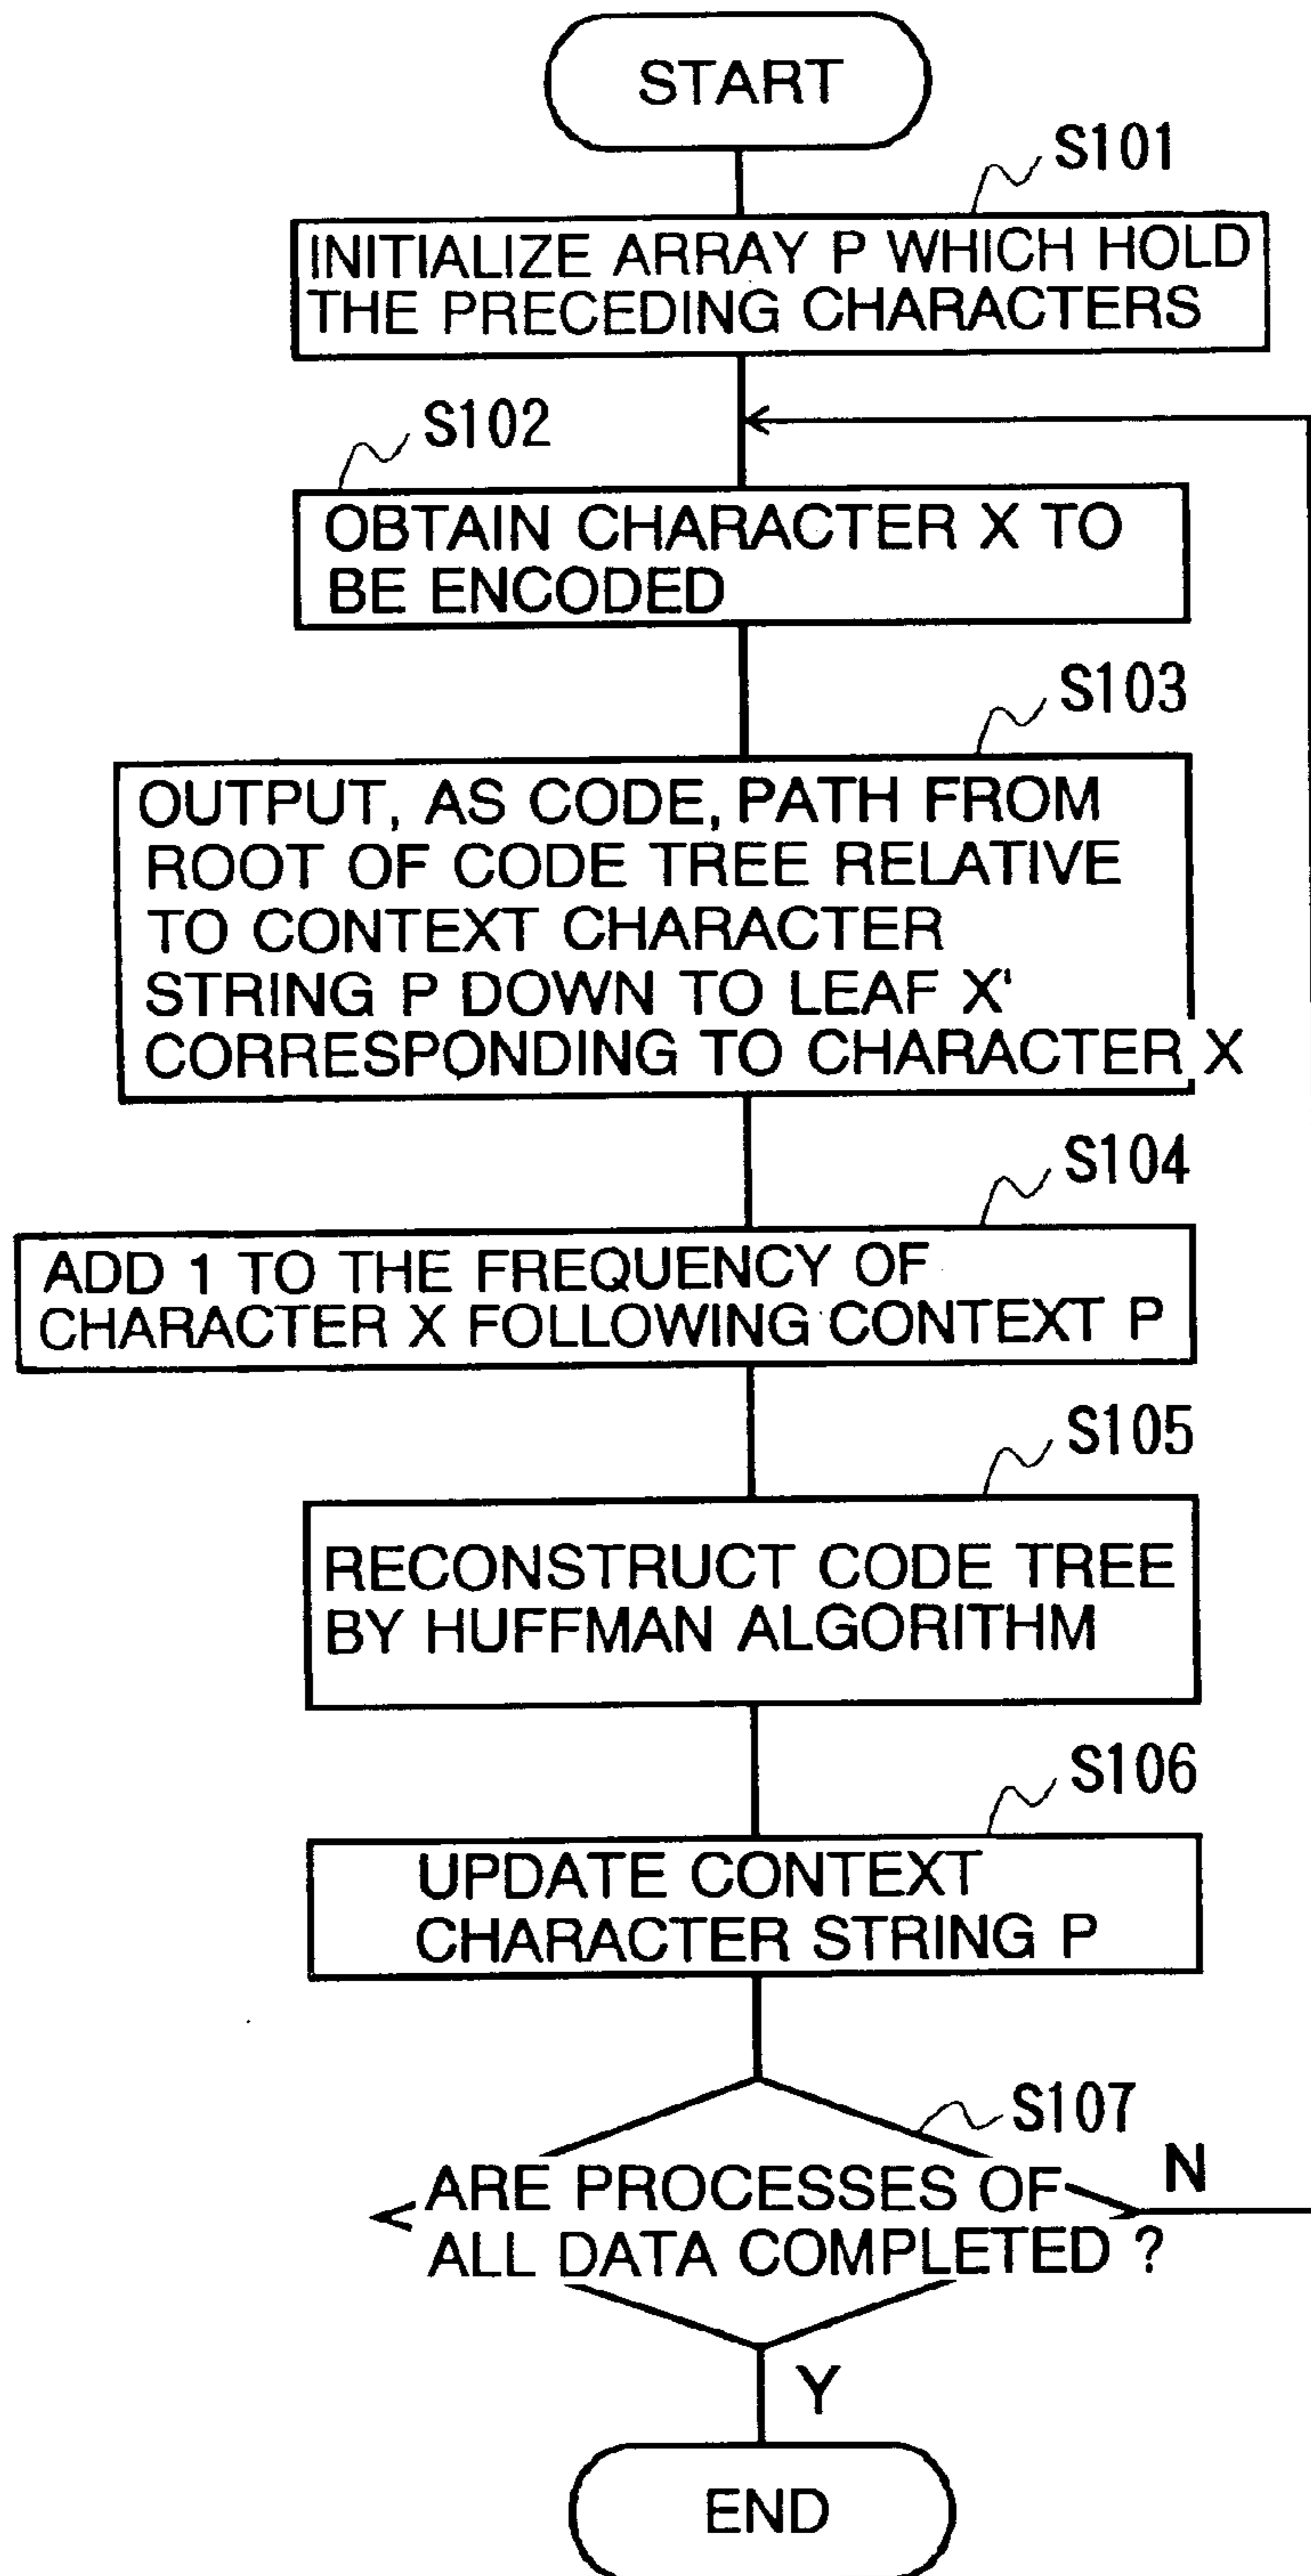 START
S101
INITIALIZE ARRAY P WHICH HOLD
THE PRECEDING CHARACTERS
S102
OBTAIN CHARACTER X TO
BE ENCODED
S103
OUTPUT, AS CODE, PATH FROM
ROOT OF CODE TREE RELATIVE
TO CONTEXT CHARACTER
STRING P DOWN TO LEAF X'
CORRESPONDING TO CHARACTER X
S104
ADD 1 TO THE FREQUENCY OF
CHARACTER X FOLLOWING CONTEXT P
S105
RECONSTRUCT CODE TREE
BY HUFFMAN ALGORITHM
S106
UPDATE CONTEXT
CHARACTER STRING P
S107
ARE PROCESSES OF
ALL DATA COMPLETED ?
N
Y
END